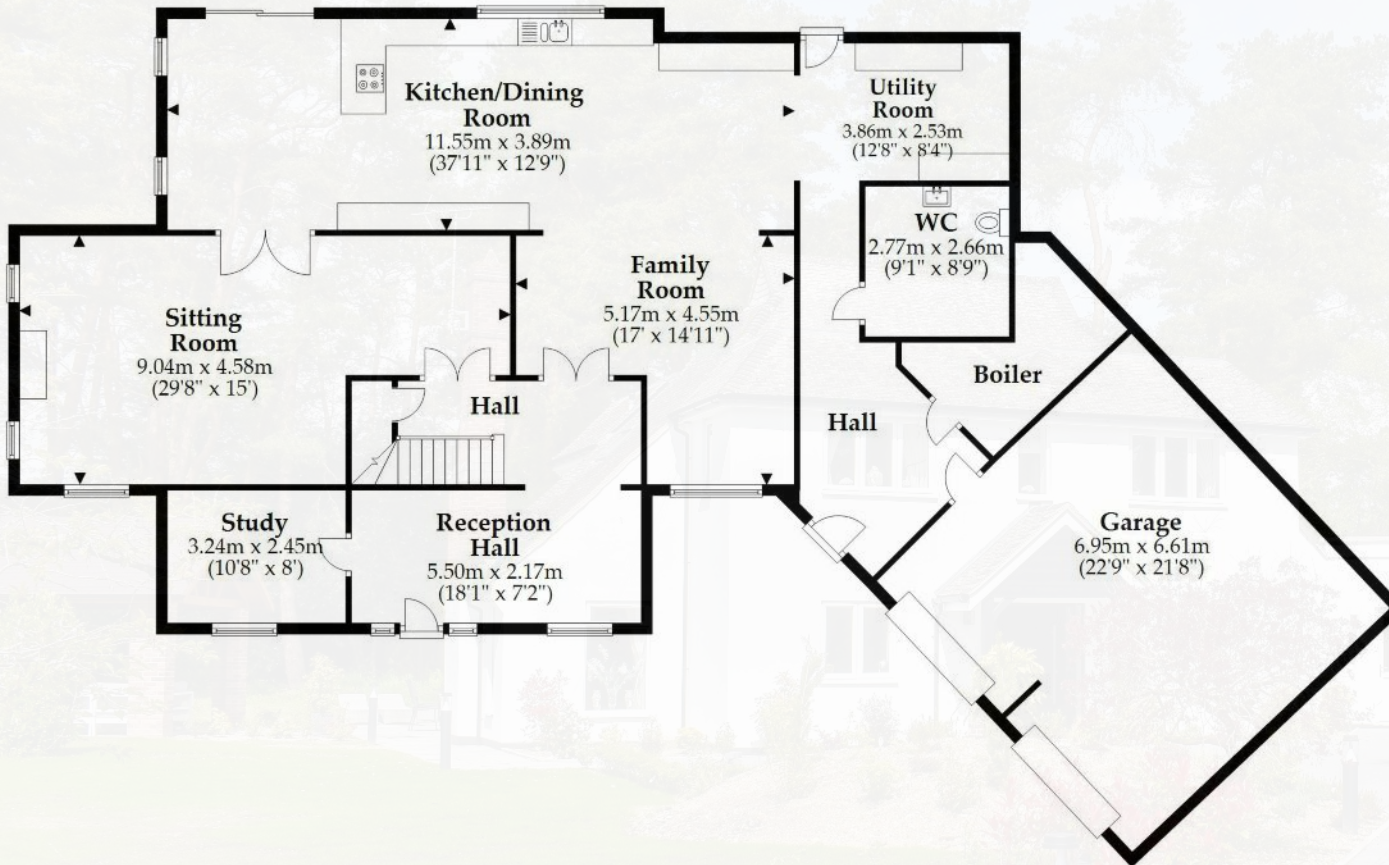 Kitchen/Dining
Room
11.55m x 3.89m
(37'11" x 12'9")
Utility
Room
3.86m x 2.53m
(12'8" x 8'4")
WC
2.77m x 2.66m
(9'1" x 8'9")
Family
Room
5.17m x 4.55m
(17' x 14'11")
Sitting
Room
9.04m x 4.58m
(29'8" x 15')
Boiler
Hall
Hall
Study
3.24m x 2.45m
(10'8" x 8')
Reception
Hall
5.50m x 2.17m
(18'1" x 7'2")
Garage
6.95m x 6.61m
(22'9" x 21'8")